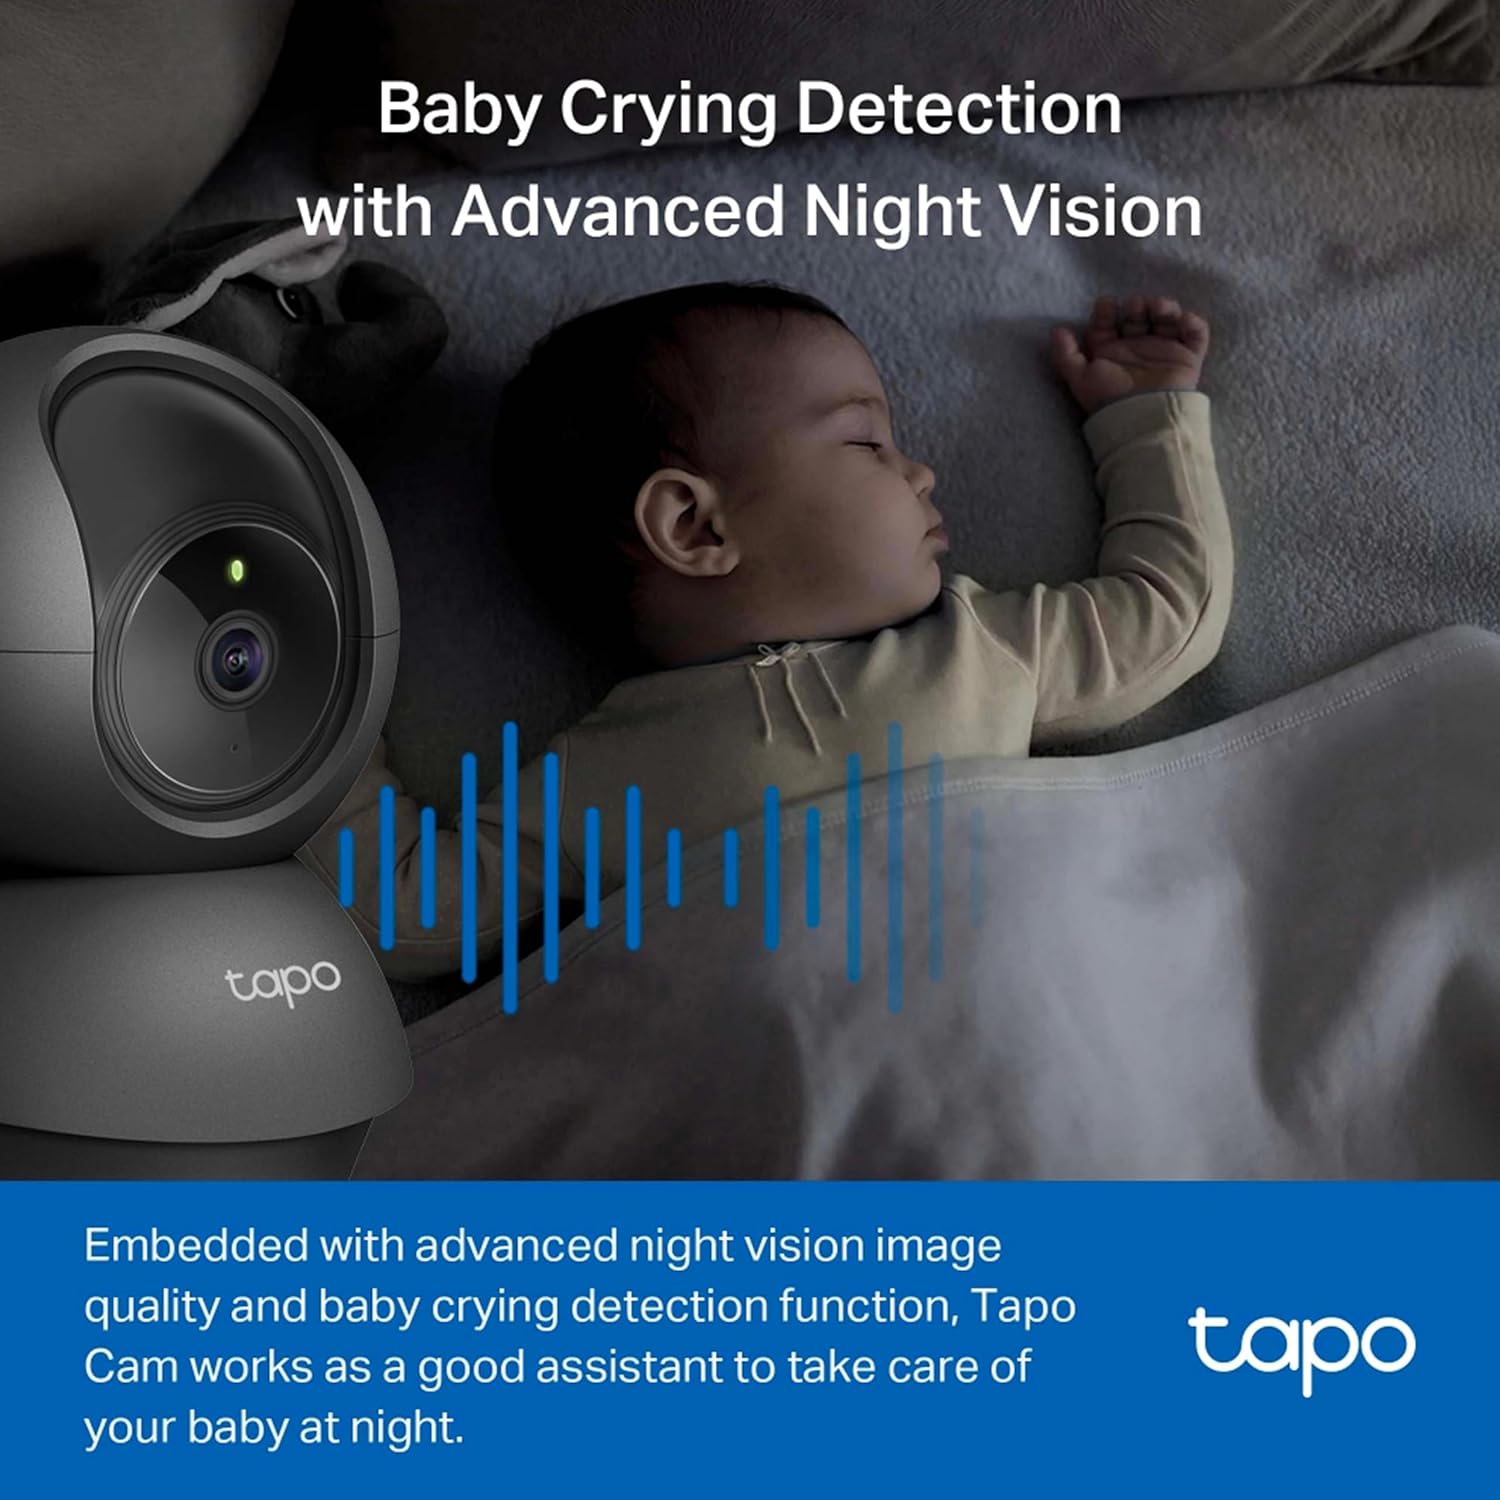 Baby Crying Detection
with Advanced Night Vision
tapo
Embedded with advanced night vision image
quality and baby crying detection function, Tapo
Cam works as a good assistant to take care of
your baby at night.
tapo